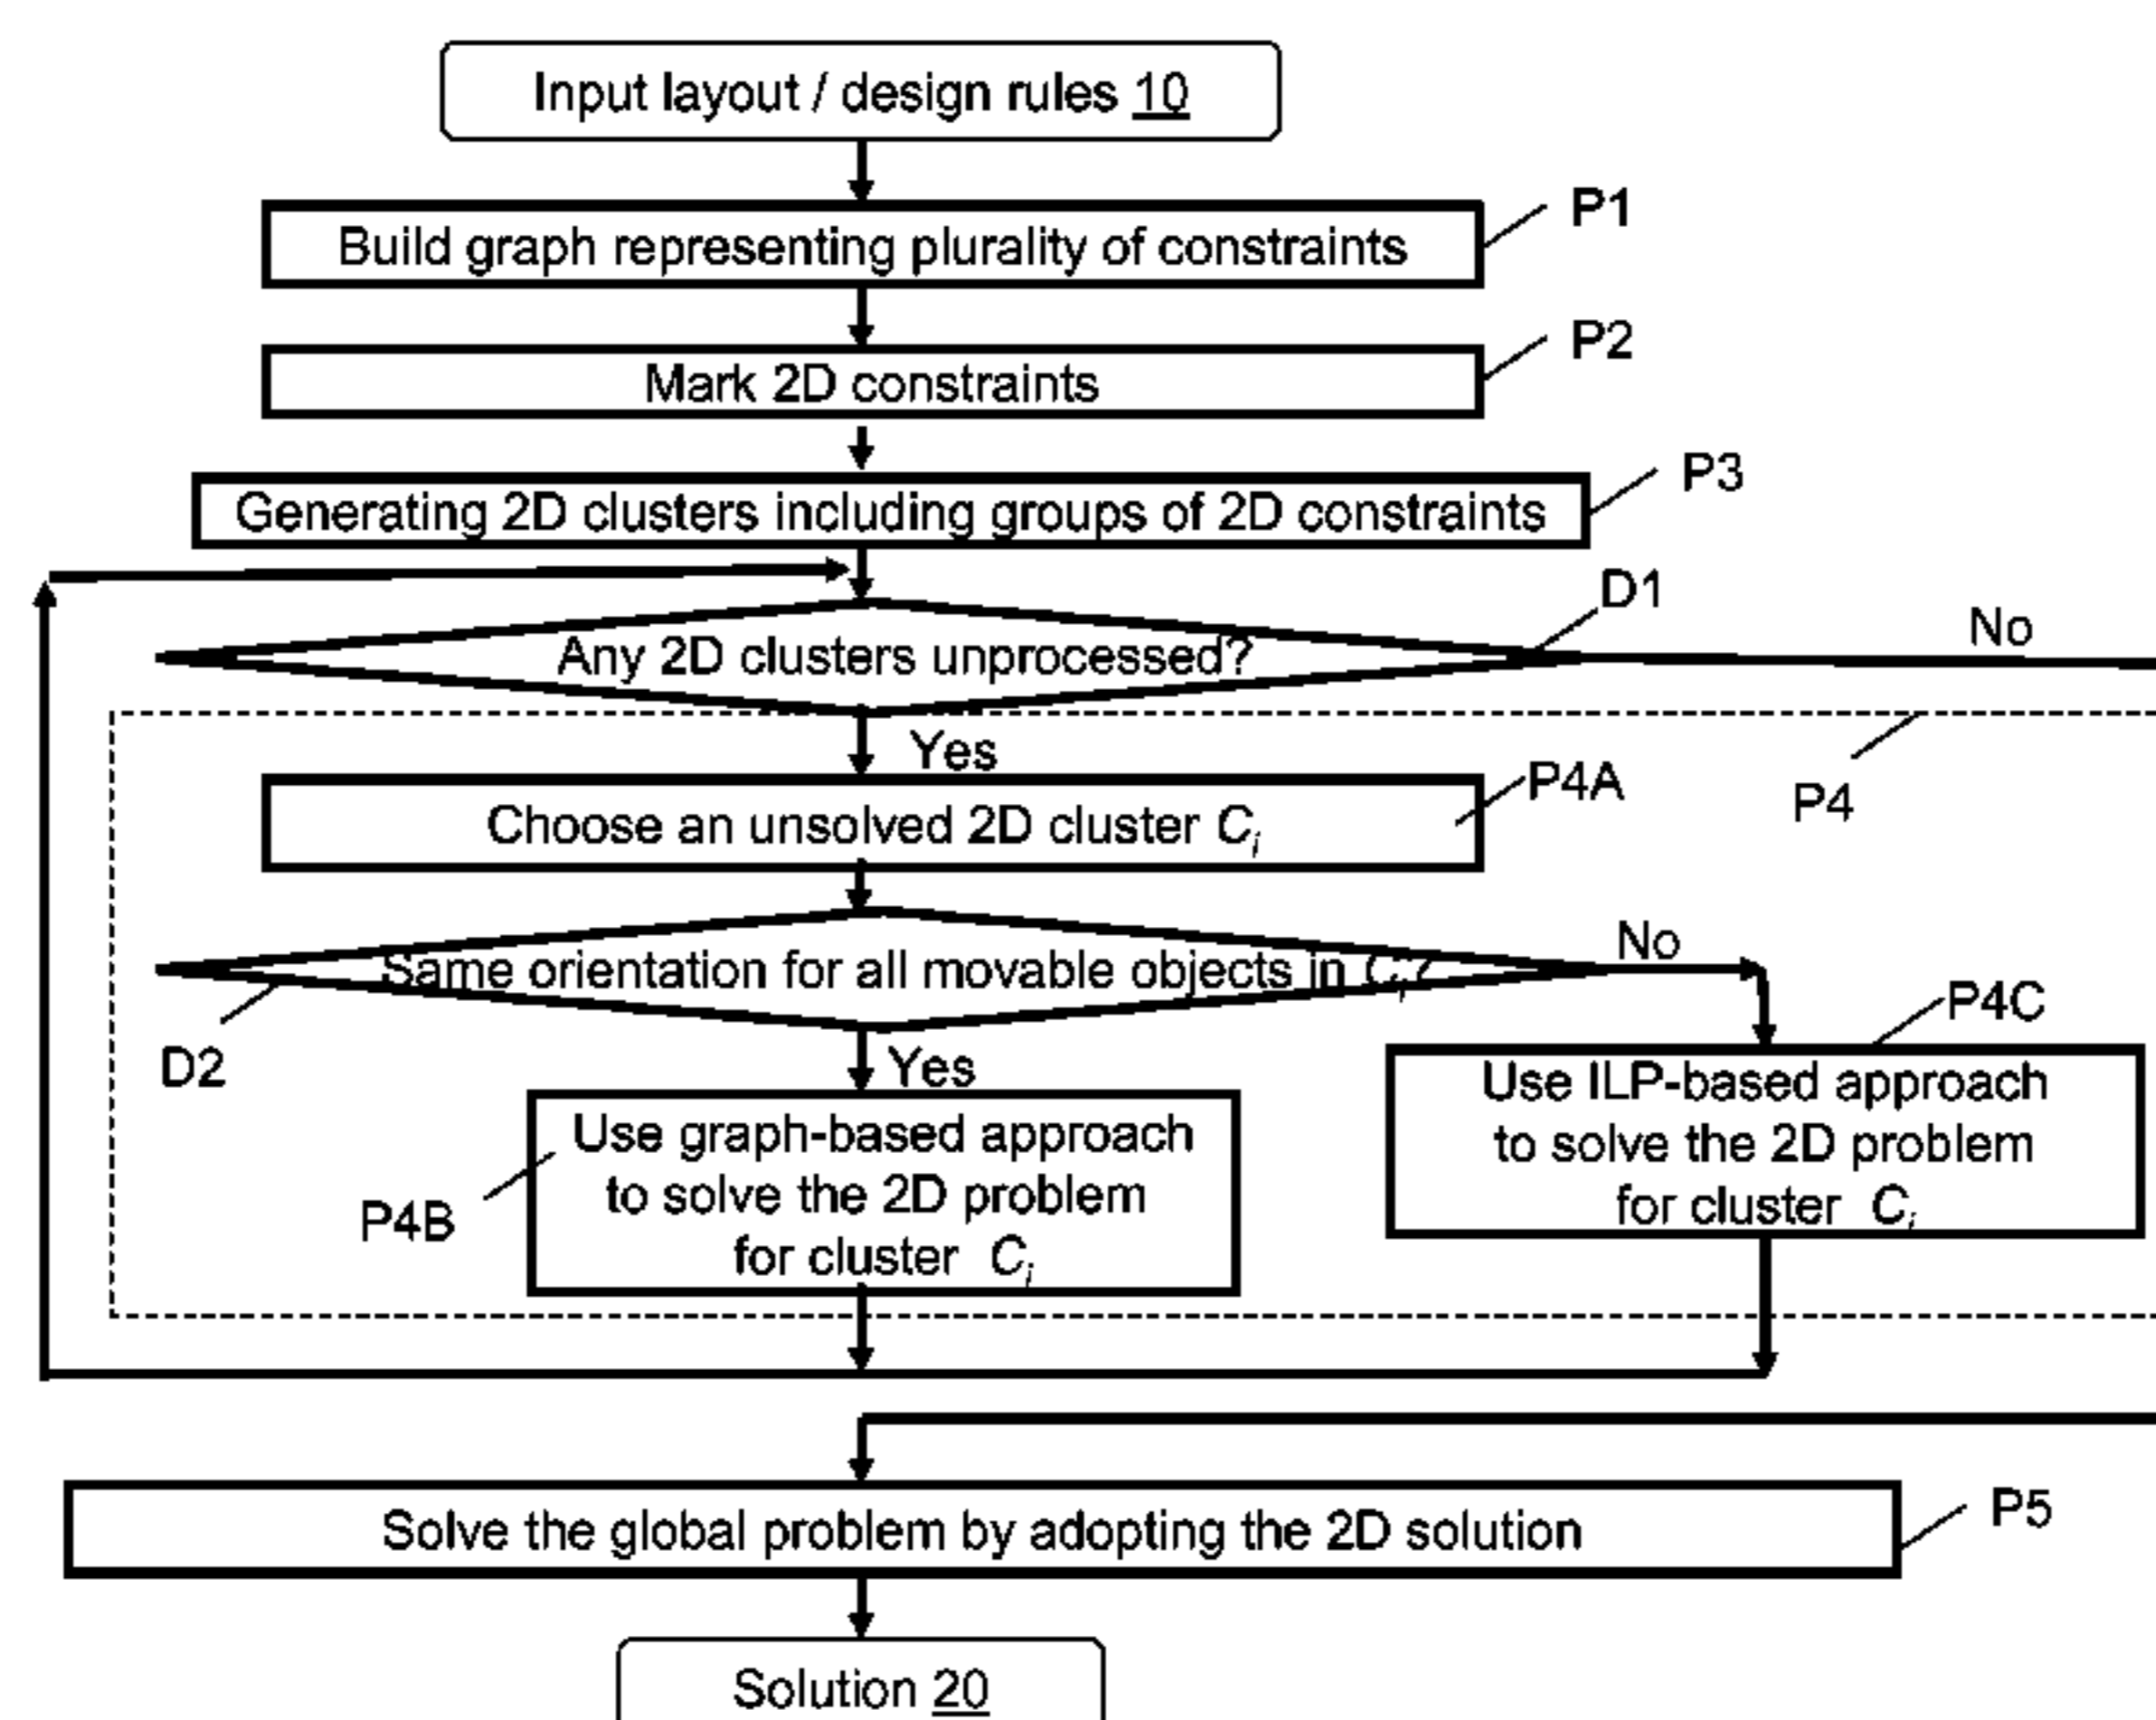 Input layout / design rules 10
P1
Build graph representing plurality of constraints
P2
Mark 2D constraints
P3
Generating 2D clusters including groups of 2D constraints
D1
No
Any 2D clusters unprocessed?
Yes
P4A
P4
Choose an unsolved 2D cluster Ci
No
Same orientation for all movable objects in Ci?
P4C
D2
Yes
Use ILP-based approach
to solve the 2D problem
for cluster Ci
Use graph-based approach
to solve the 2D problem
for cluster Ci
P4B
P5
Solve the global problem by adopting the 2D solution
Solution 20